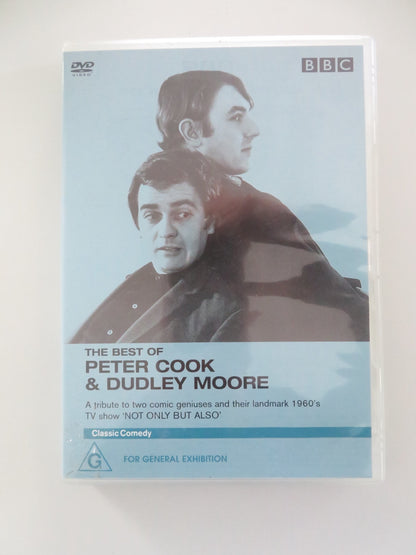 DVD
VIDEO
BBC
THE BEST OF
PETER COOK
& DUDLEY MOORE
A tribute to two comic geniuses and their landmark 1960's
TV show 'NOT ONLY BUT ALSO'
Classic Comedy
G
FOR GENERAL EXHIBITION